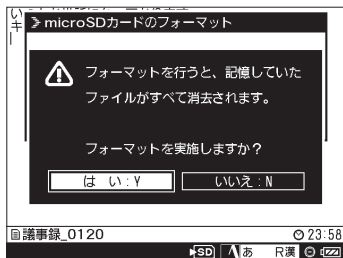 microSDカードのフォーマット
フォーマットを行うと、記憶していた
ファイルがすべて消去されます。
フォーマットを実施しますか？
は い:Y
いいえ:N
議事録_0120
23:58
SD
あ
R漢